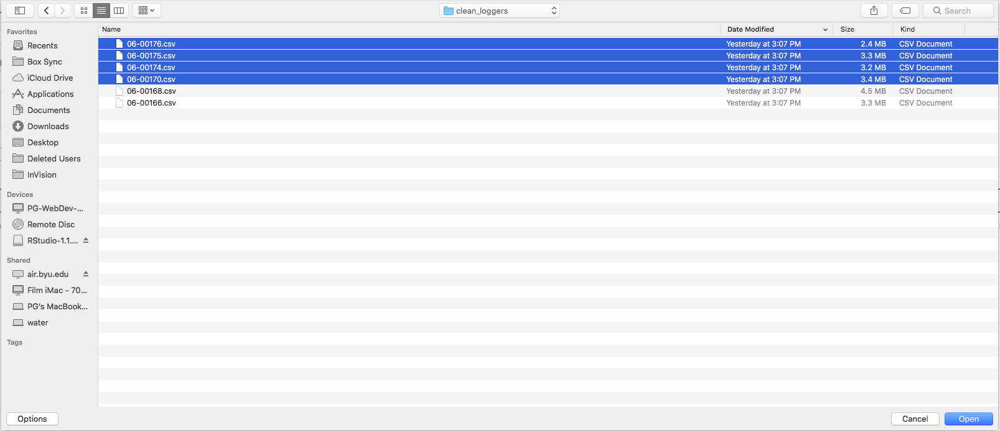 clean_loggers
Search
Favorites
Recents
Box Sync
iCloud Drive
Applications
Documents
Downloads
Desktop
Deleted Users
InVision
Devices
PG-WebDev-...
Remote Disc
RStudio-1.1....
Shared
air.byu.edu
Film iMac - 70...
PG's MacBook...
water
Tags
Name Date Modified Size Kind
06-00176.csv Yesterday at 3:07 PM 2.4 MB CSV Document
06-00175.csv Yesterday at 3:07 PM 3.3 MB CSV Document
06-00174.csv Yesterday at 3:07 PM 3.2 MB CSV Document
06-00170.csv Yesterday at 3:07 PM 3.4 MB CSV Document
06-00168.csv Yesterday at 3:07 PM 4.5 MB CSV Document
06-00166.csv Yesterday at 3:07 PM 3.3 MB CSV Document
Options Cancel Open